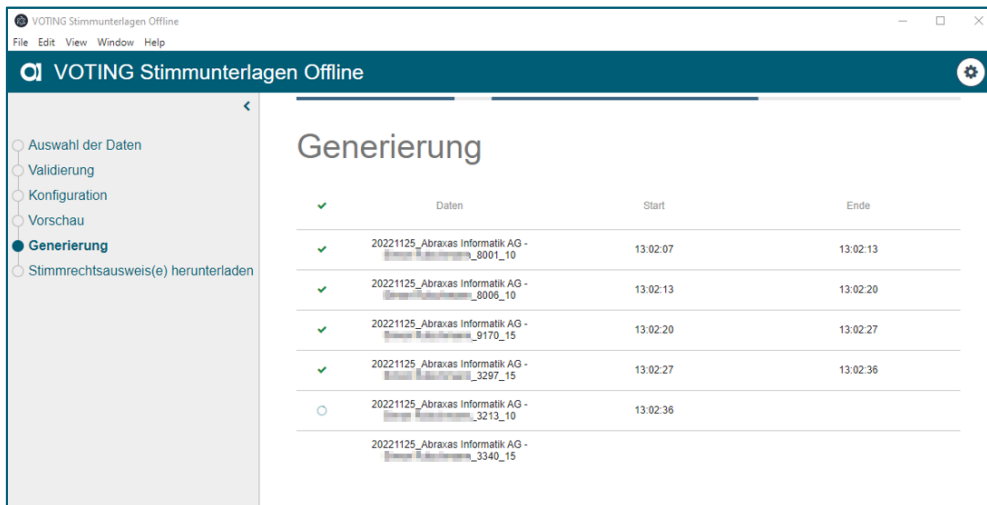 VOTING Stimmunterlagen Offline
File Edit View Window Help
VOTING Stimmunterlagen Offline
Auswahl der Daten
Validierung
Konfiguration
Vorschau
Generierung
Stimmrechtsausweis(e) herunterladen
Generierung
Daten Start Ende
20221125_Abraxas Informatik AG -
_8001_10
13:02:07 13:02:13
20221125_Abraxas Informatik AG -
_8006_10
13:02:13 13:02:20
20221125_Abraxas Informatik AG -
_9170_15
13:02:20 13:02:27
20221125_Abraxas Informatik AG -
_3297_15
13:02:27 13:02:36
20221125_Abraxas Informatik AG -
_3213_10
13:02:36
20221125_Abraxas Informatik AG -
_3340_15